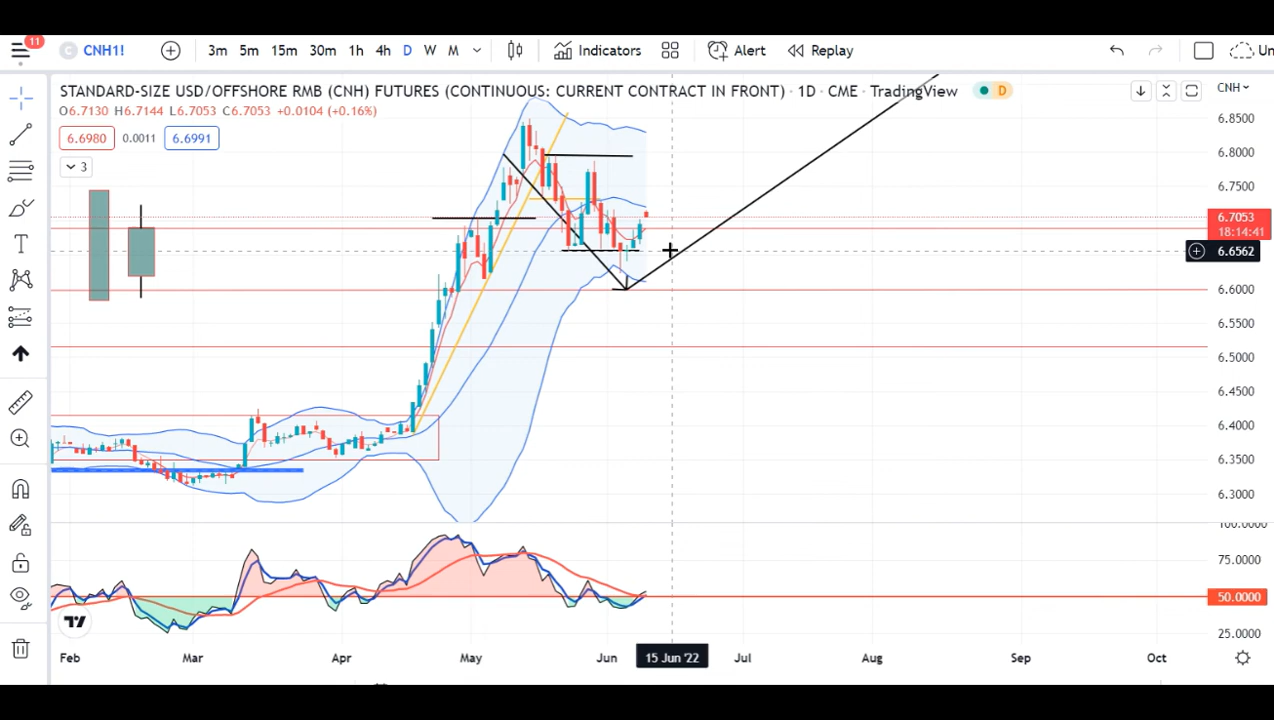 11
C CNH1! 3m 5m 15m 30m 1h 4h D W M Indicators Alert Replay Un
STANDARD-SIZE USD/OFFSHORE RMB (CNH) FUTURES (CONTINUOUS: CURRENT CONTRACT IN FRONT) · 1D · CME · TradingView D
CNH
O6.7130 H6.7144 L6.7053 C6.7053 +0.0104 (+0.16%)
6.6980 0.0011 6.6991
3
6.8500
6.8000
6.7500
6.7053
18:14:41
6.6562
6.6000
6.5500
6.5000
6.4500
6.4000
6.3500
6.3000
100.0000
75.0000
50.0000
25.0000
T
Feb Mar Apr May Jun 15 Jun '22 Jul Aug Sep Oct